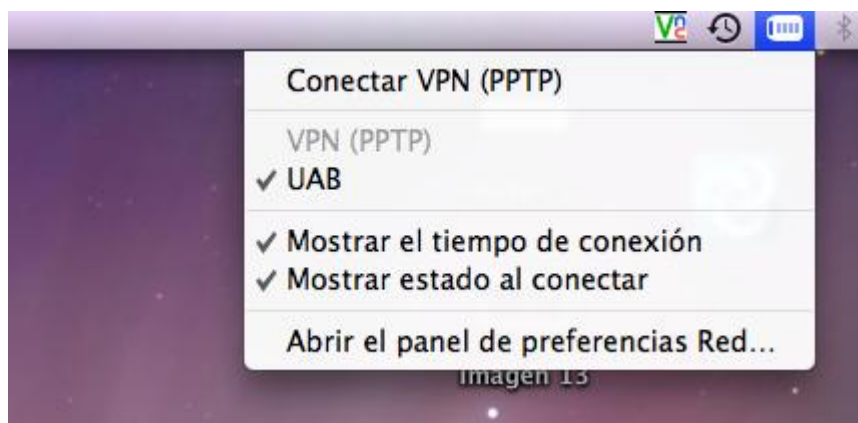 VNC
Conectar VPN (PPTP)
VPN (PPTP)
✓ UAB
✓ Mostrar el tiempo de conexión
✓ Mostrar estado al conectar
Abrir el panel de preferencias Red...
Imagen 13